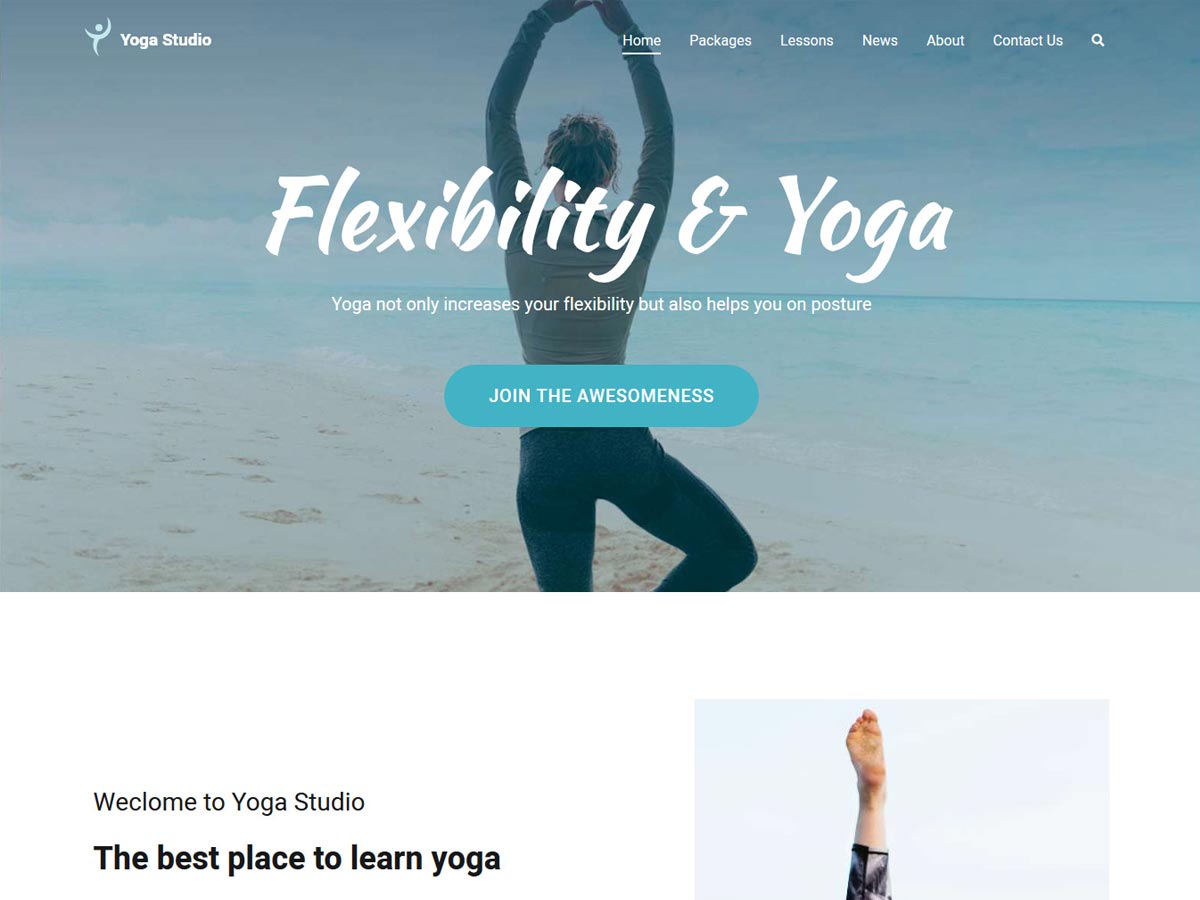 Yoga Studio
Home Packages Lessons News About Contact Us
Flexibility & Yoga
Yoga not only increases your flexibility but also helps you on posture
JOIN THE AWESOMENESS
Weclome to Yoga Studio
The best place to learn yoga